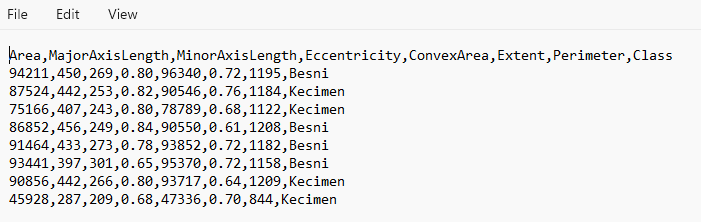 File Edit View
Area,MajorAxisLength,MinorAxisLength,Eccentricity,ConvexArea,Extent,Perimeter,Class
94211,450,269,0.80,96340,0.72,1195,Besni
87524,442,253,0.82,90546,0.76,1184,Kecimen
75166,407,243,0.80,78789,0.68,1122,Kecimen
86852,456,249,0.84,90550,0.61,1208,Besni
91464,433,273,0.78,93852,0.72,1182,Besni
93441,397,301,0.65,95370,0.72,1158,Besni
90856,442,266,0.80,93717,0.64,1209,Kecimen
45928,287,209,0.68,47336,0.70,844,Kecimen